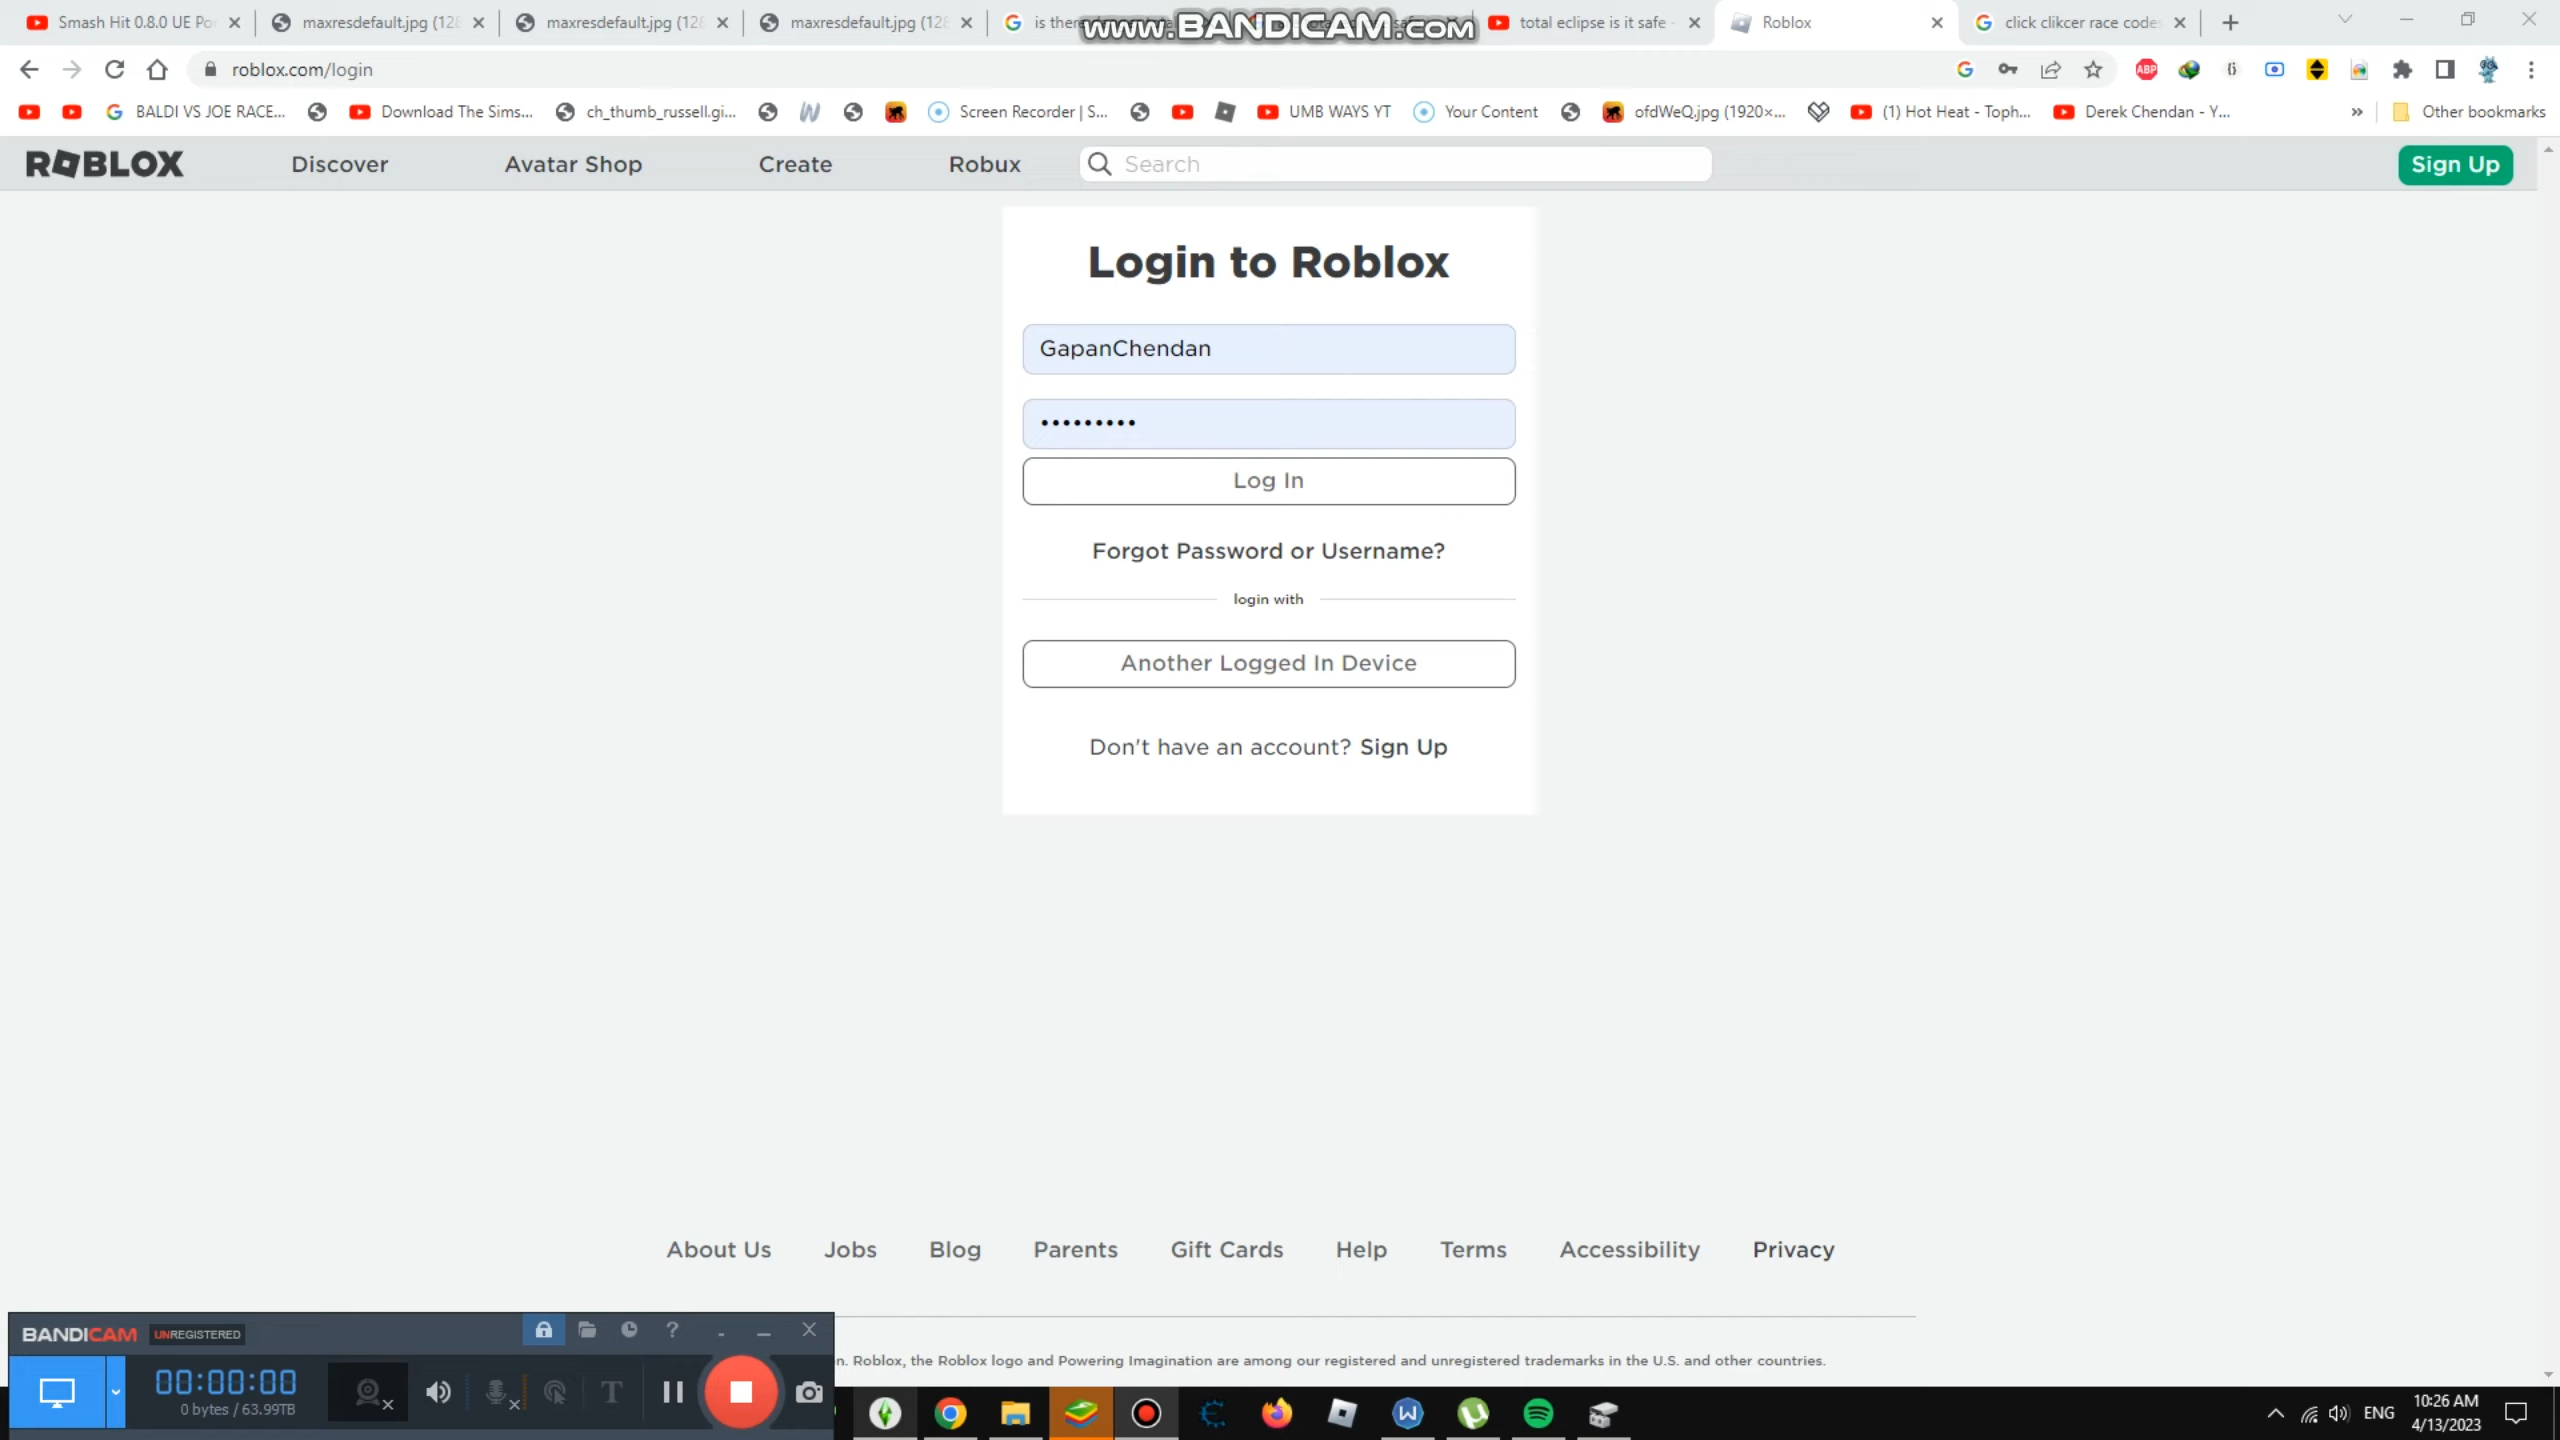 Smash Hit 0.8.0 UE Por
maxresdefault.jpg (128
maxresdefault.jpg (128
maxresdefault.jpg (128
is ther
www.BANDICAM.com
total eclipse is it safe -
Roblox
click clikcer race codes
roblox.com/login
BALDI VS JOE RACE...
Download The Sims...
ch_thumb_russell.gi...
Screen Recorder | S...
UMB WAYS YT
Your Content
ofdWeQ.jpg (1920×...
(1) Hot Heat - Toph...
Derek Chendan - Y...
»
Other bookmarks
ROBLOX
Discover
Avatar Shop
Create
Robux
Search
Sign Up
Login to Roblox
GapanChendan
•••••••••
Log In
Forgot Password or Username?
login with
Another Logged In Device
Don't have an account? Sign Up
About Us
Jobs
Blog
Parents
Gift Cards
Help
Terms
Accessibility
Privacy
BANDICAM UNREGISTERED
00:00:00
0 bytes / 63.99TB
n. Roblox, the Roblox logo and Powering Imagination are among our registered and unregistered trademarks in the U.S. and other countries.
ENG
10:26 AM
4/13/2023